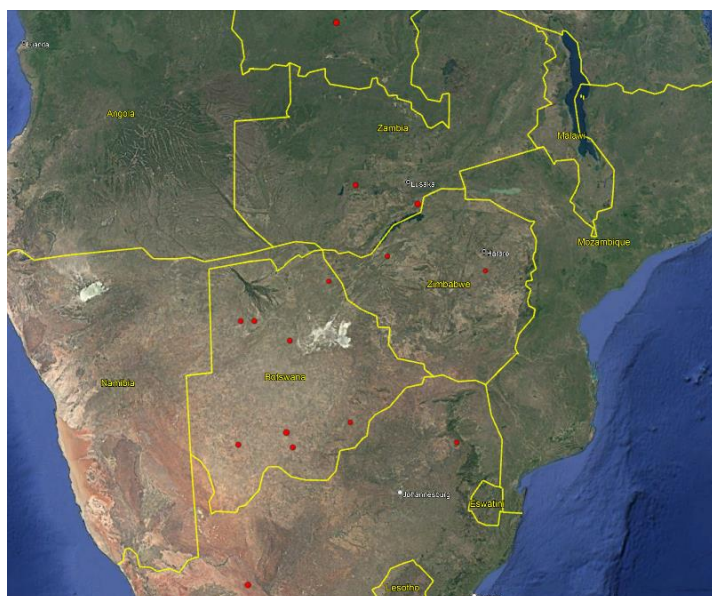 Luanda
Angola
Zambia
Malawi
Lusaka
Mozambique
Harare
Zimbabwe
Namibia
Botswana
Johannesburg
Eswatini
Lesotho